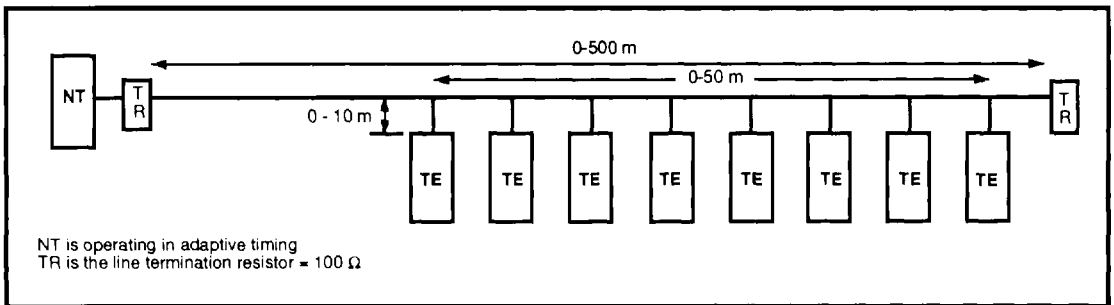 0-500 m
0-50 m
NT
T
R
T
R
0 - 10 m
TE
TE
TE
TE
TE
TE
TE
TE
NT is operating in adaptive timing
TR is the line termination resistor = 100 Ω